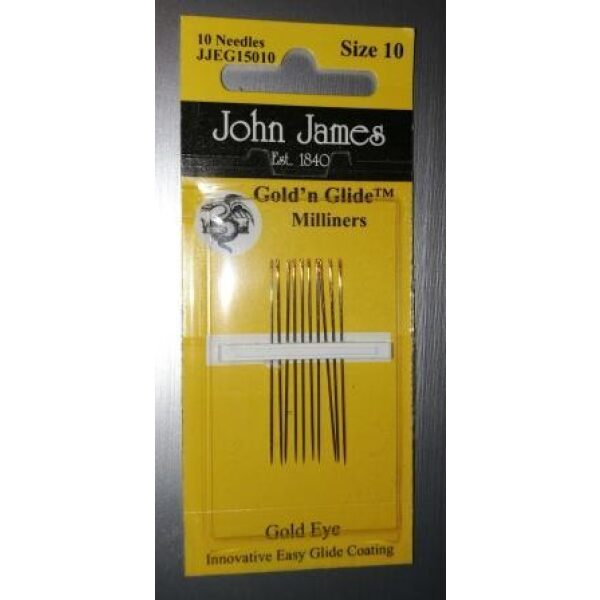 10 Needles
JJEG15010
Size 10
John James
Est. 1840
Gold'n Glide™
Milliners
Gold Eye
Innovative Easy Glide Coating